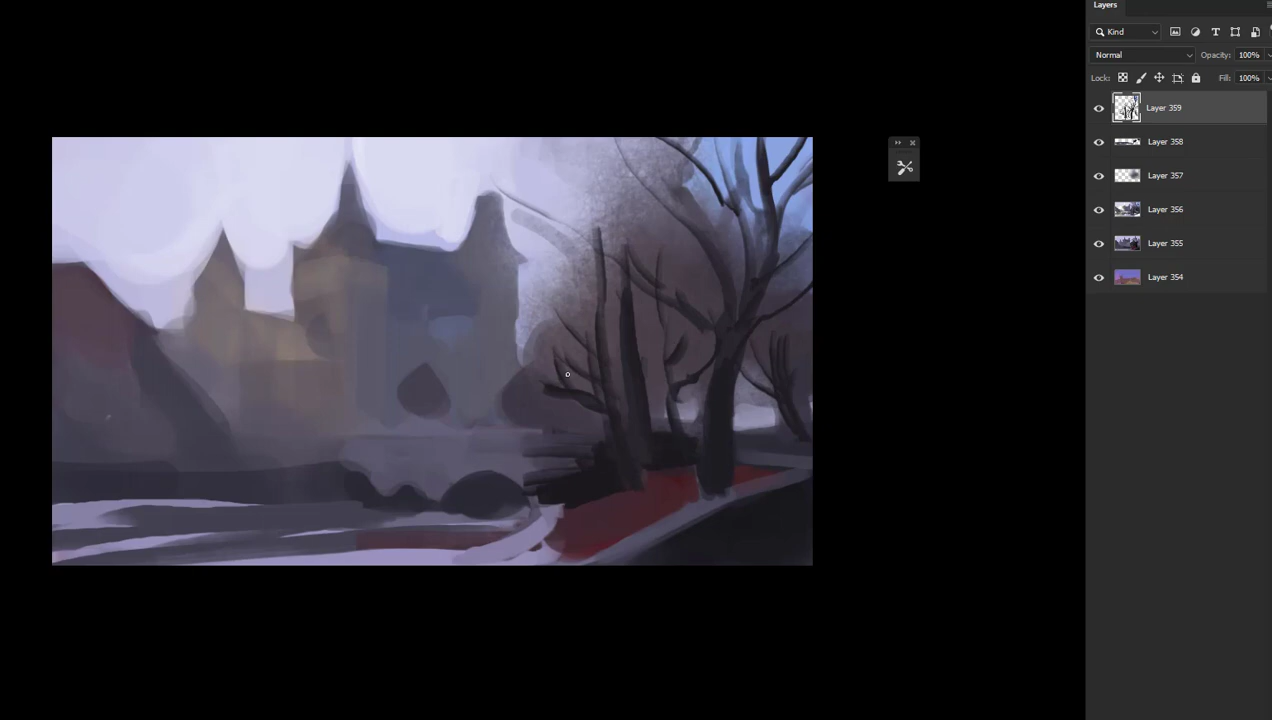 Layers
Kind
Normal
Opacity: 100%
Lock:
Fill: 100%
Layer 359
Layer 358
Layer 357
Layer 356
Layer 355
Layer 354